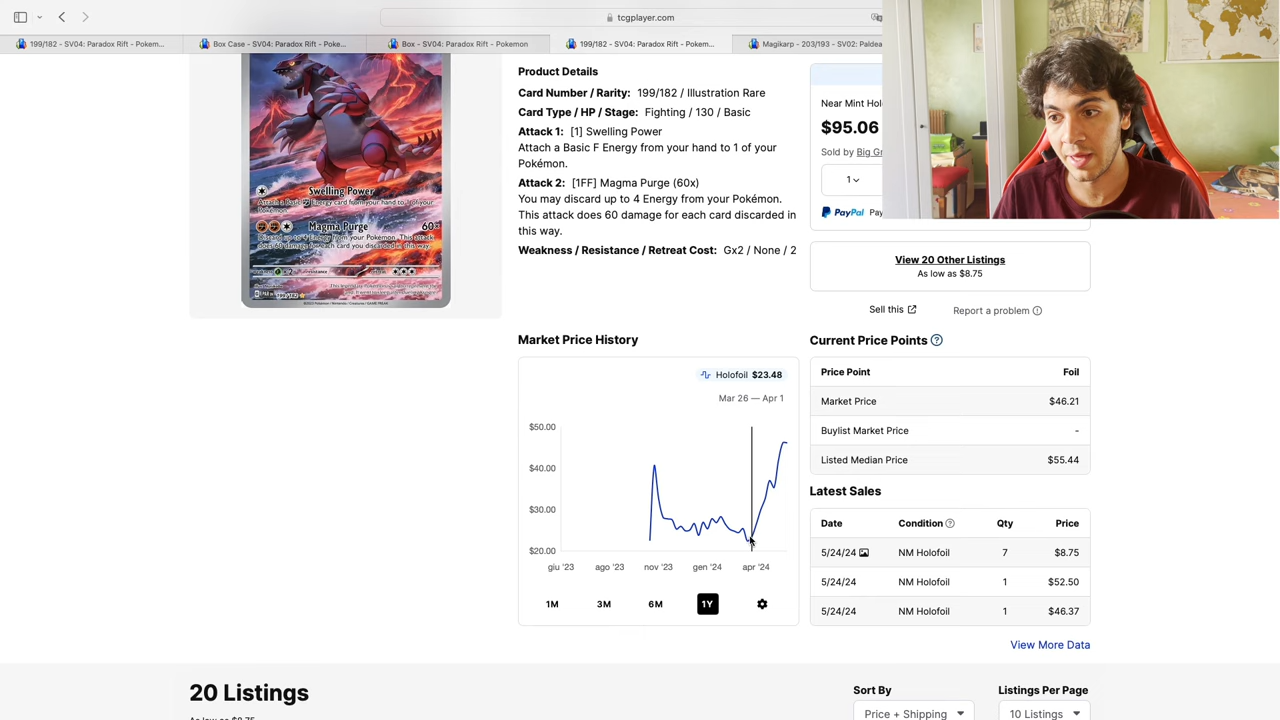 tcgplayer.com
199/182 - SV04: Paradox Rift - Pokem...
Box Case - SV04: Paradox Rift - Poke...
Box - SV04: Paradox Rift - Pokemon
199/182 - SV04: Paradox Rift - Pokem...
Magikarp - 203/193 - SV02: Paldea
Swelling Power
Magma Purge 60x
Product Details
Card Number / Rarity: 199/182 / Illustration Rare
Card Type / HP / Stage: Fighting / 130 / Basic
Attack 1: [1] Swelling Power
Attach a Basic F Energy from your hand to 1 of your
Pokémon.
Attack 2: [1FF] Magma Purge (60x)
You may discard up to 4 Energy from your Pokémon.
This attack does 60 damage for each card discarded in
this way.
Weakness / Resistance / Retreat Cost: Gx2 / None / 2
Near Mint Hol
$95.06
Sold by Big Gr
1
PayPal Pay
View 20 Other Listings
As low as $8.75
Sell this
Report a problem
Market Price History
Holofoil $23.48
Mar 26 — Apr 1
$50.00
$40.00
$30.00
$20.00
giu '23 ago '23 nov '23 gen '24 apr '24
1M 3M 6M 1Y
Current Price Points
Price Point Foil
Market Price $46.21
Buylist Market Price -
Listed Median Price $55.44
Latest Sales
Date Condition Qty Price
5/24/24 NM Holofoil 7 $8.75
5/24/24 NM Holofoil 1 $52.50
5/24/24 NM Holofoil 1 $46.37
View More Data
20 Listings
As low as $8.75
Sort By
Price + Shipping
Listings Per Page
10 Listings